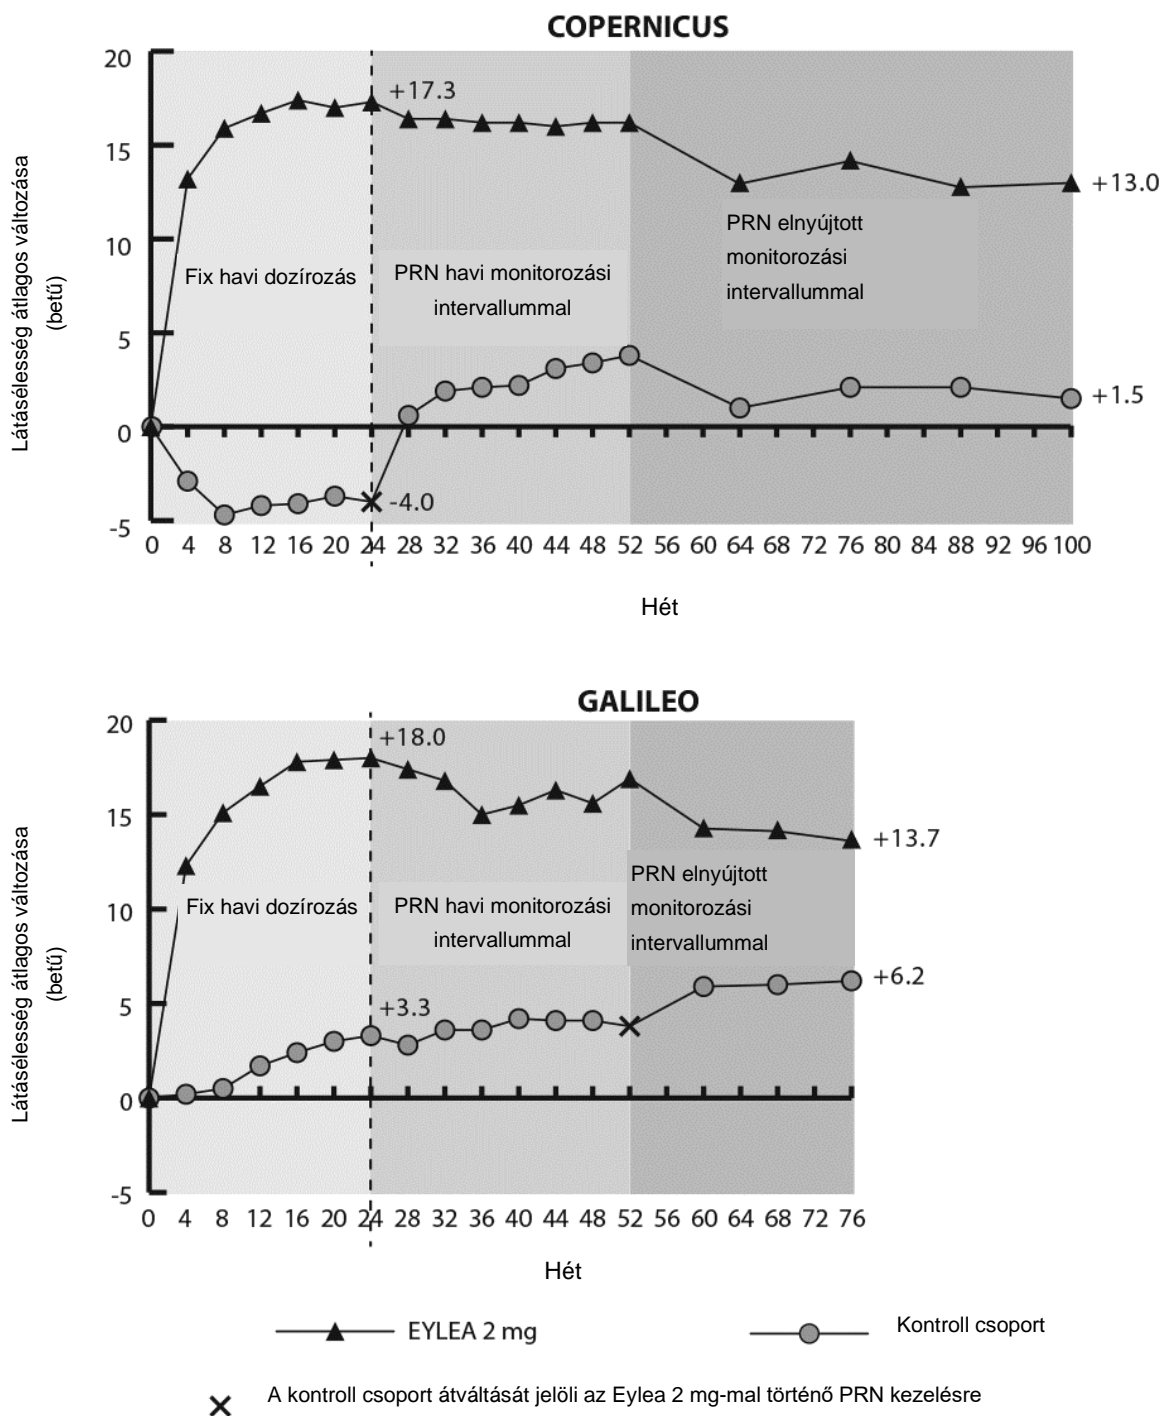 COPERNICUS
Látásélesség átlagos változása
(betű)
20
15
10
5
0
-5
+17.3
+13.0
Fix havi dozírozás
PRN havi monitorozási
intervallummal
PRN elnyújtott
monitorozási
intervallummal
+1.5
-4.0
0 4 8 12 16 20 24 28 32 36 40 44 48 52 56 60 64 68 72 76 80 84 88 92 96 100
Hét
GALILEO
Látásélesség átlagos változása
(betű)
20
15
10
5
0
-5
+18.0
+13.7
Fix havi dozírozás
PRN havi monitorozási
intervallummal
PRN elnyújtott
monitorozási
intervallummal
+3.3
+6.2
0 4 8 12 16 20 24 28 32 36 40 44 48 52 56 60 64 68 72 76
Hét
EYLEA 2 mg
Kontroll csoport
A kontroll csoport átváltását jelöli az Eylea 2 mg-mal történő PRN kezelésre